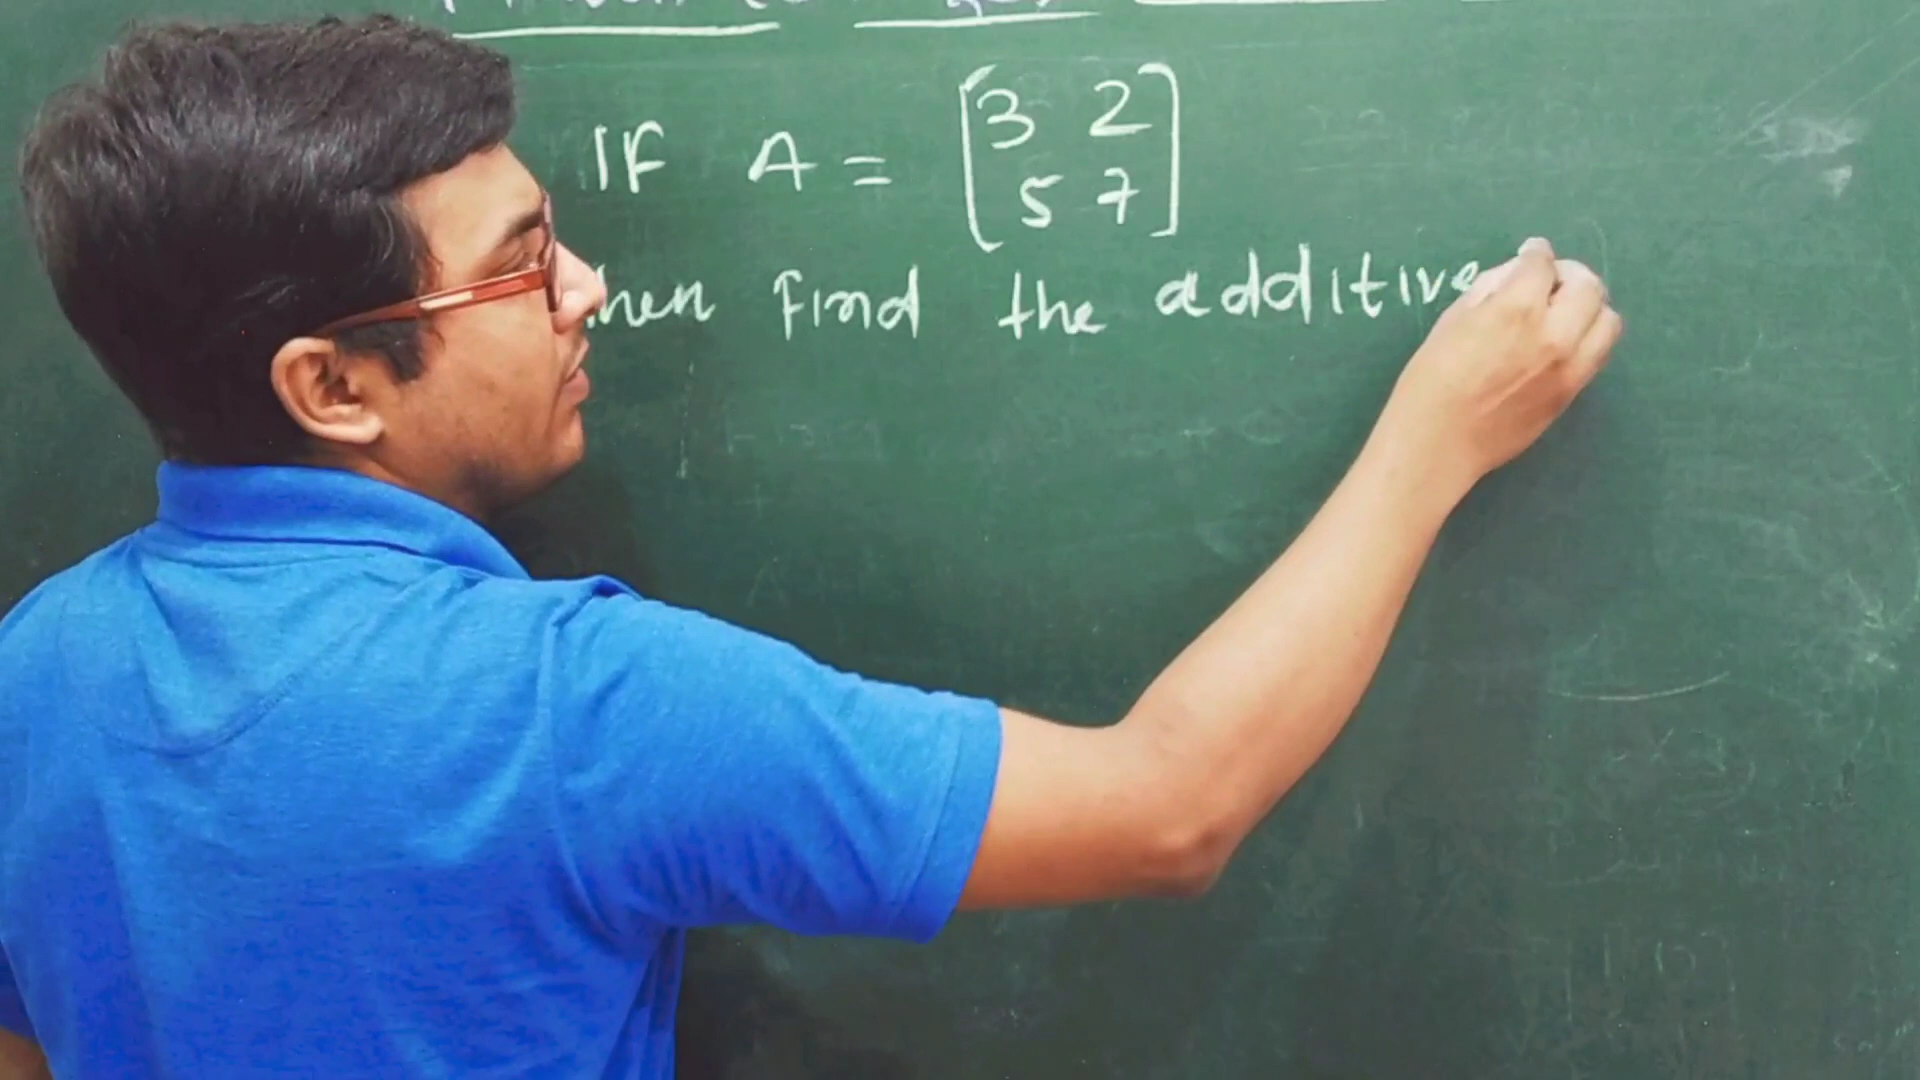 IF A = [3 2
5 7]
hen find the additive